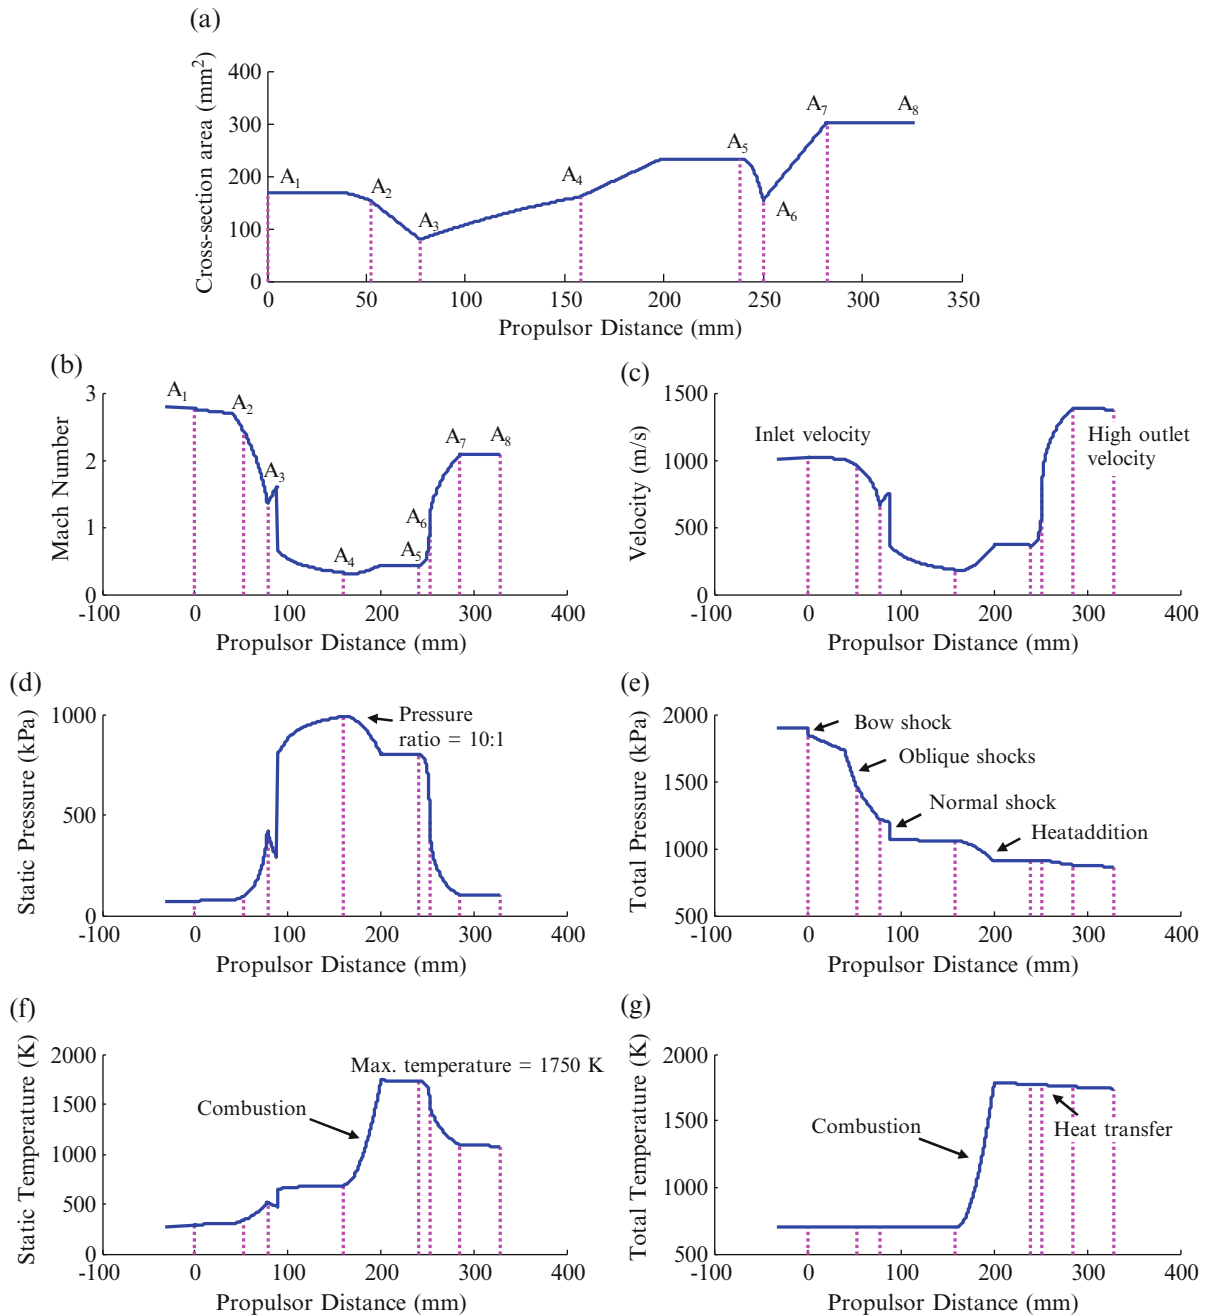 (a)
Cross-section area (mm²)
400
300
200
100
0
A₁
A₂
A₃
A₄
A₅
A₆
A₇
A₈
0 50 100 150 200 250 300 350
Propulsor Distance (mm)
(b)
Mach Number
3
2
1
0
A₁
A₂
A₃
A₄
A₅
A₆
A₇
A₈
-100 0 100 200 300 400
Propulsor Distance (mm)
(c)
Velocity (m/s)
1500
1000
500
0
Inlet velocity
High outlet
velocity
-100 0 100 200 300 400
Propulsor Distance (mm)
(d)
Static Pressure (kPa)
1000
500
0
Pressure
ratio = 10:1
-100 0 100 200 300 400
Propulsor Distance (mm)
(e)
Total Pressure (kPa)
2000
1500
1000
500
Bow shock
Oblique shocks
Normal shock
Heataddition
-100 0 100 200 300 400
Propulsor Distance (mm)
(f)
Static Temperature (K)
2000
1500
1000
500
0
Max. temperature = 1750 K
Combustion
-100 0 100 200 300 400
Propulsor Distance (mm)
(g)
Total Temperature (K)
2000
1500
1000
500
Combustion
Heat transfer
-100 0 100 200 300 400
Propulsor Distance (mm)